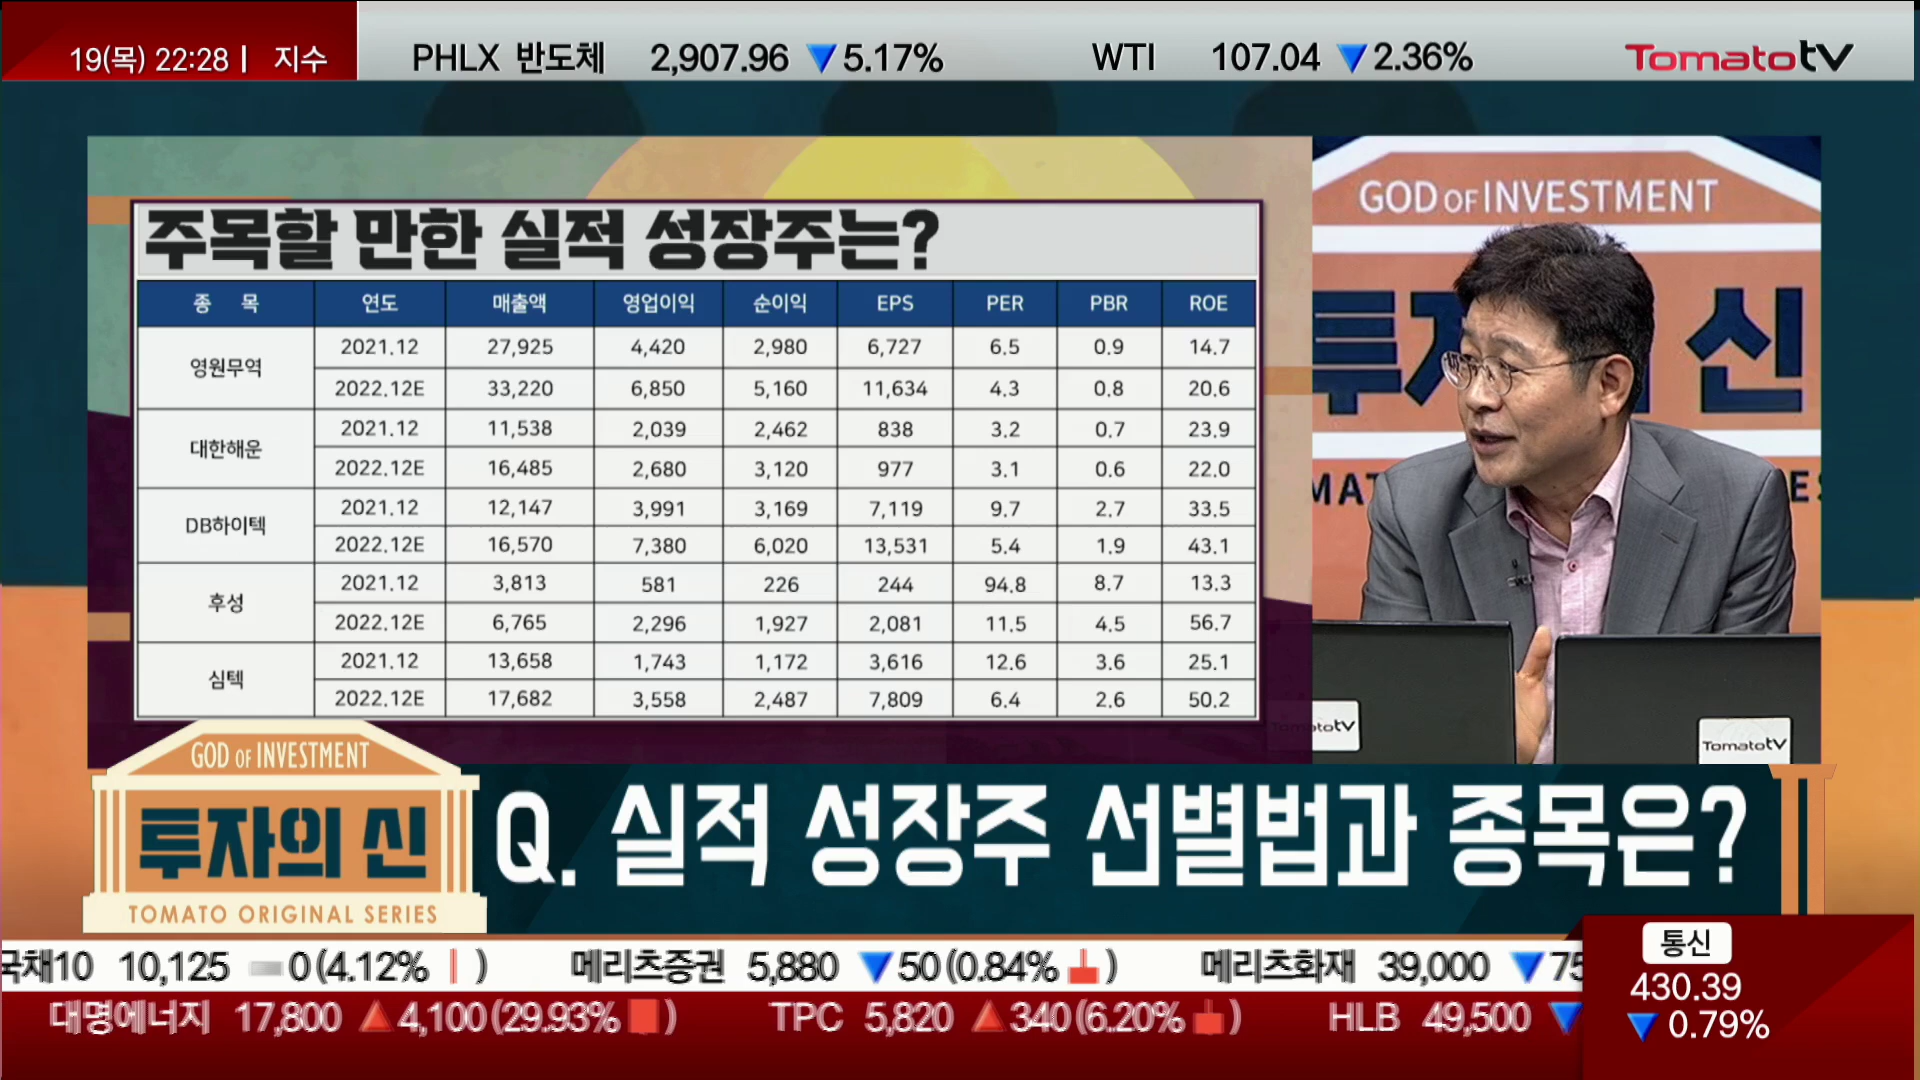 19(목) 22:28 | 지수 PHLX 반도체 2,907.96 ▼5.17% WTI 107.04 ▼2.36% Tomatotv
주목할 만한 실적 성장주는?
종 목 연도 매출액 영업이익 순이익 EPS PER PBR ROE
영원무역 2021.12 27,925 4,420 2,980 6,727 6.5 0.9 14.7
2022.12E 33,220 6,850 5,160 11,634 4.3 0.8 20.6
대한해운 2021.12 11,538 2,039 2,462 838 3.2 0.7 23.9
2022.12E 16,485 2,680 3,120 977 3.1 0.6 22.0
DB하이텍 2021.12 12,147 3,991 3,169 7,119 9.7 2.7 33.5
2022.12E 16,570 7,380 6,020 13,531 5.4 1.9 43.1
후성 2021.12 3,813 581 226 244 94.8 8.7 13.3
2022.12E 6,765 2,296 1,927 2,081 11.5 4.5 56.7
심텍 2021.12 13,658 1,743 1,172 3,616 12.6 3.6 25.1
2022.12E 17,682 3,558 2,487 7,809 6.4 2.6 50.2
GOD OF INVESTMENT
신
Tomatotv
GOD OF INVESTMENT
투자의 신
TOMATO ORIGINAL SERIES
Q. 실적 성장주 선별법과 종목은?
국채10 10,125 0(4.12%) 메리츠증권 5,880 ▼50(0.84%) 메리츠화재 39,000 ▼75
대명에너지 17,800 ▲4,100(29.93%) TPC 5,820 ▲340(6.20%) HLB 49,500 ▼
통신
430.39
▼ 0.79%